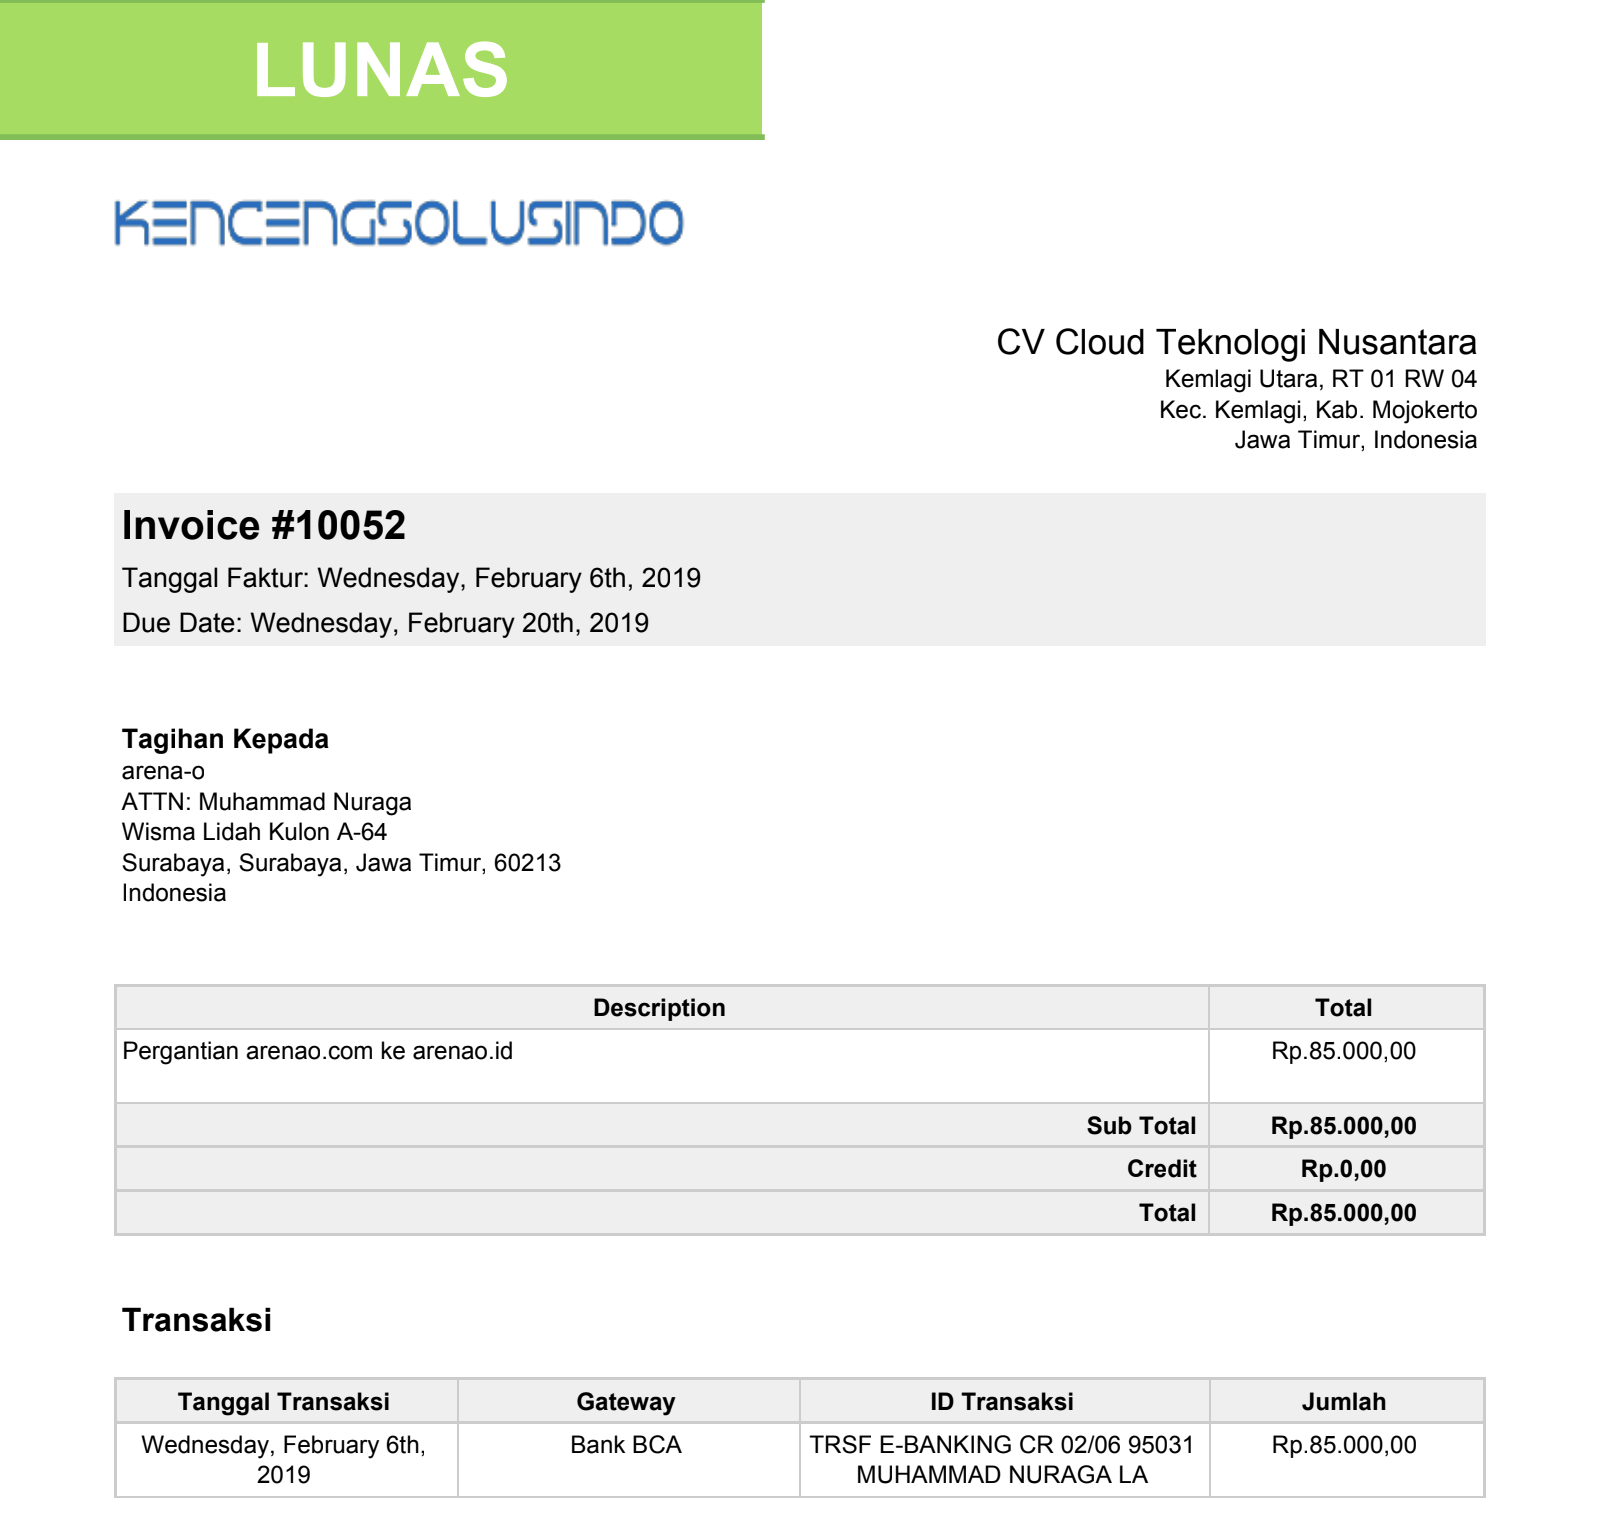 LUNAS
KENCENGSOLUSINDO
CV Cloud Teknologi Nusantara
Kemlagi Utara, RT 01 RW 04
Kec. Kemlagi, Kab. Mojokerto
Jawa Timur, Indonesia
Invoice #10052
Tanggal Faktur: Wednesday, February 6th, 2019
Due Date: Wednesday, February 20th, 2019
Tagihan Kepada
arena-o
ATTN: Muhammad Nuraga
Wisma Lidah Kulon A-64
Surabaya, Surabaya, Jawa Timur, 60213
Indonesia
Description Total
Pergantian arenao.com ke arenao.id Rp.85.000,00
Sub Total Rp.85.000,00
Credit Rp.0,00
Total Rp.85.000,00
Transaksi
Tanggal Transaksi Gateway ID Transaksi Jumlah
Wednesday, February 6th, Bank BCA TRSF E-BANKING CR 02/06 95031 Rp.85.000,00
2019 MUHAMMAD NURAGA LA